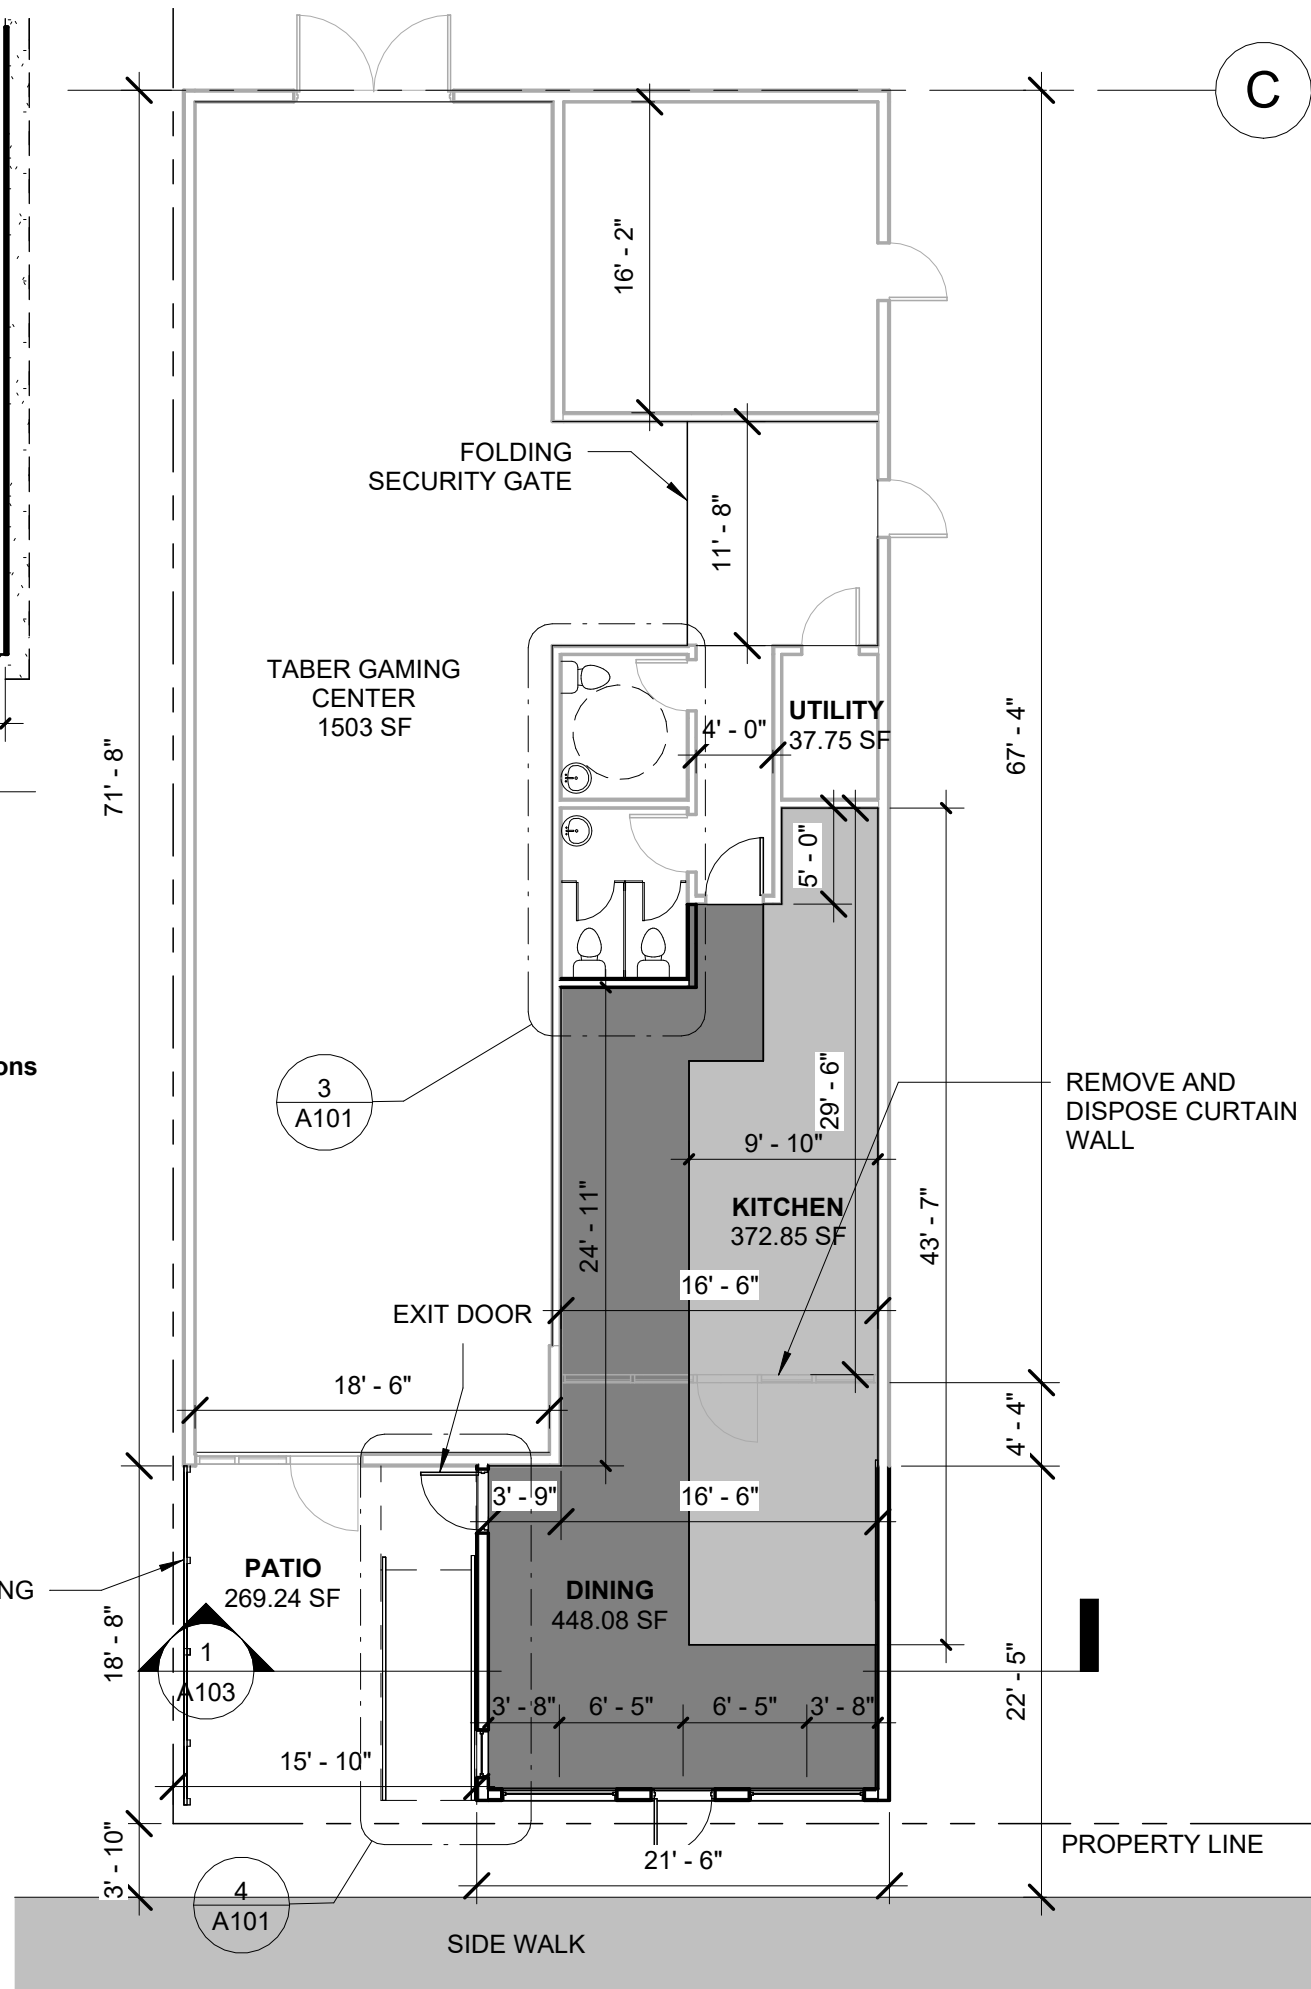 C
16' - 2"
FOLDING
SECURITY GATE
11' - 8"
TABER GAMING
CENTER
1503 SF
UTILITY
37.75 SF
4' - 0"
67' - 4"
71' - 8"
5' - 0"
ons
3
A101
29' - 6"
REMOVE AND
DISPOSE CURTAIN
WALL
9' - 10"
KITCHEN
372.85 SF
24' - 11"
43' - 7"
16' - 6"
EXIT DOOR
18' - 6"
4' - 4"
3' - 9"
16' - 6"
PATIO
269.24 SF
NG
DINING
448.08 SF
18' - 8"
1
A103
22' - 5"
3' - 8"
6' - 5"
6' - 5"
3' - 8"
15' - 10"
3' - 10"
PROPERTY LINE
21' - 6"
4
A101
SIDE WALK